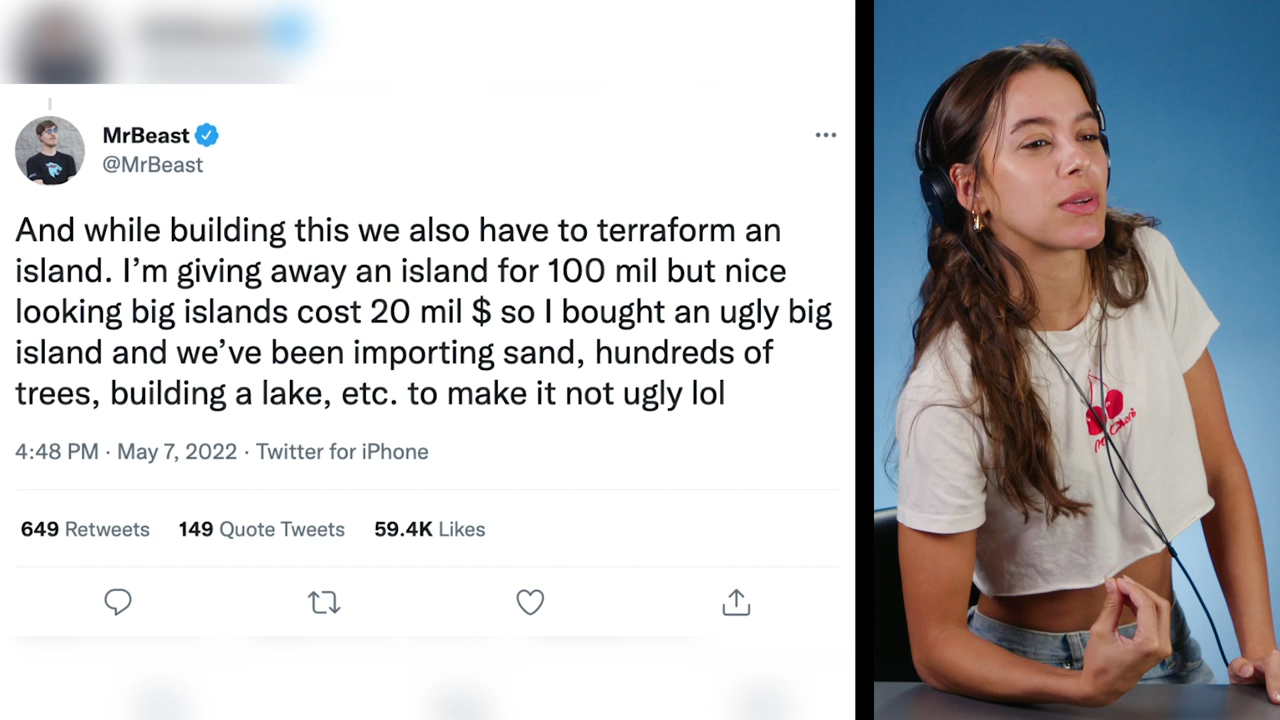 MrBeast
@MrBeast
And while building this we also have to terraform an
island. I’m giving away an island for 100 mil but nice
looking big islands cost 20 mil $ so I bought an ugly big
island and we’ve been importing sand, hundreds of
trees, building a lake, etc. to make it not ugly lol
4:48 PM · May 7, 2022 · Twitter for iPhone
649 Retweets 149 Quote Tweets 59.4K Likes